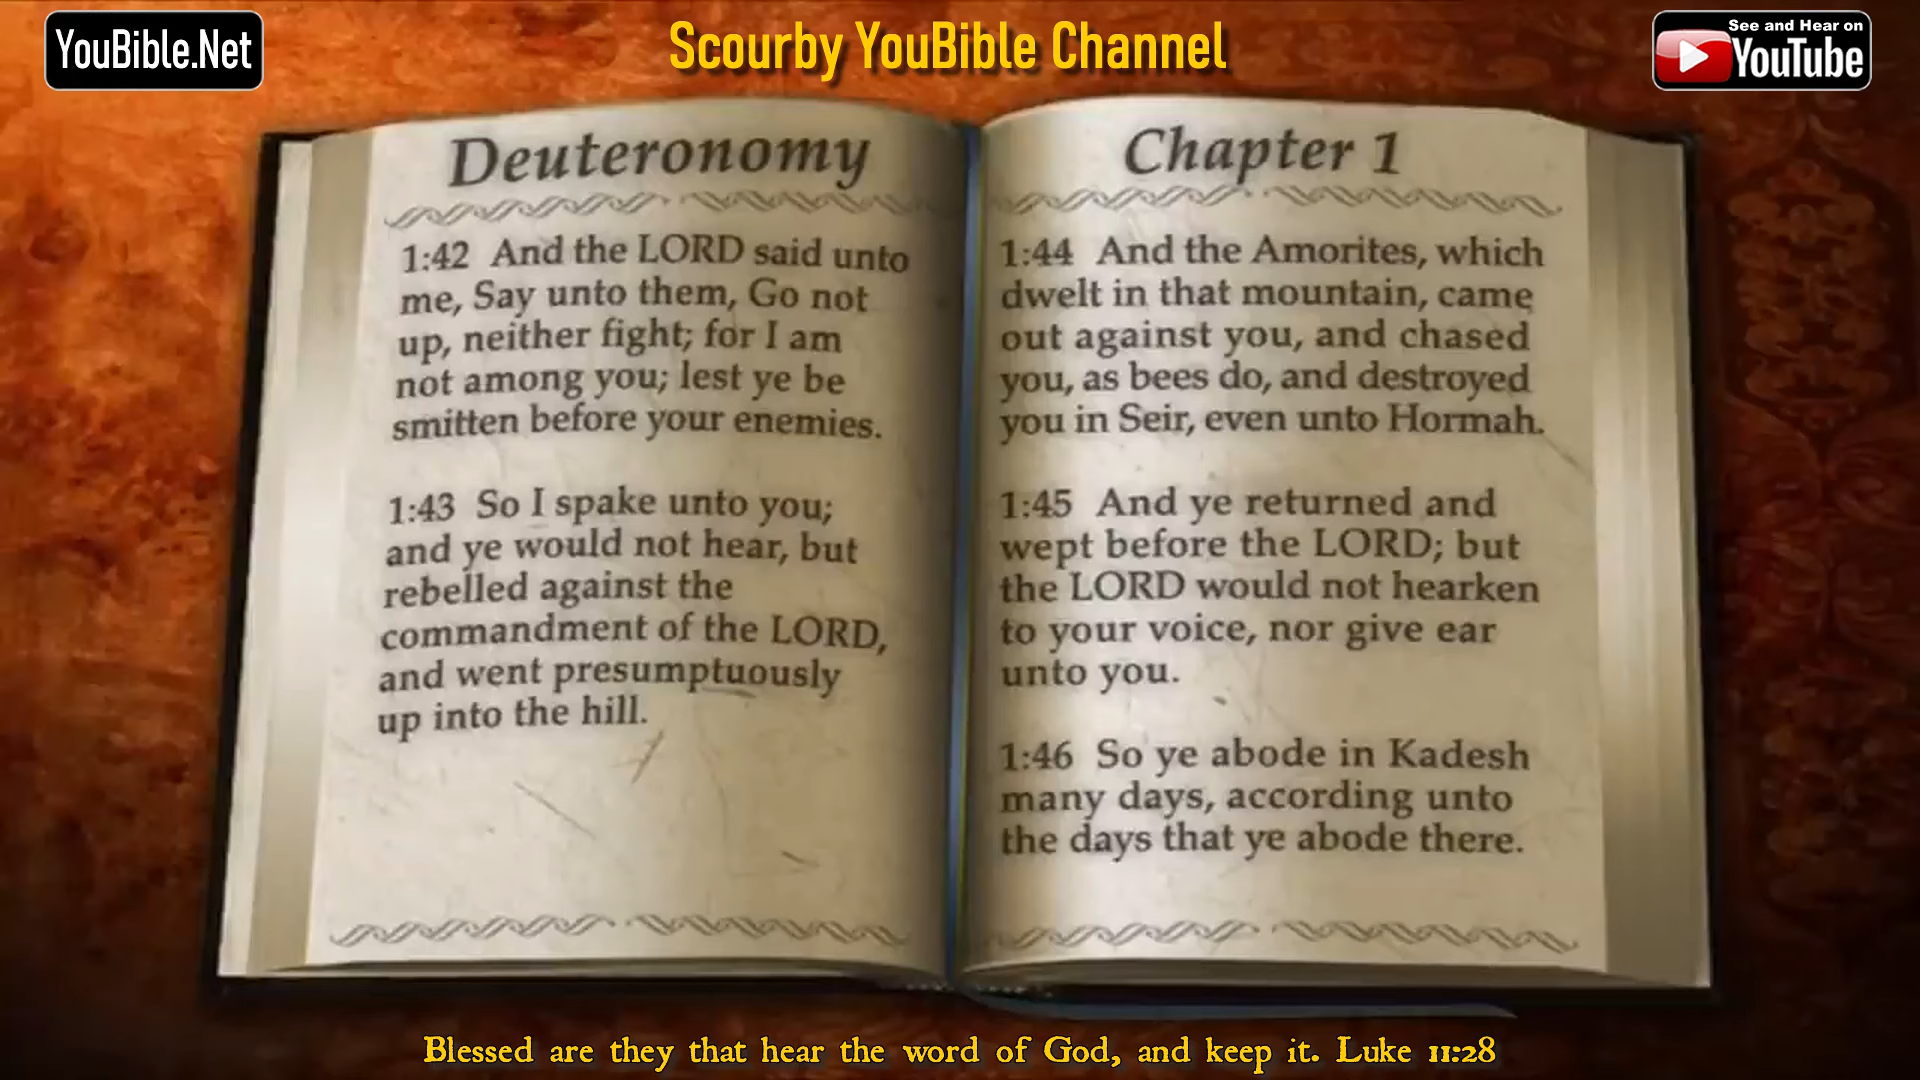 YouBible.Net
Scourby YouBible Channel
See and Hear on
YouTube
Deuteronomy
1:42 And the LORD said unto
me, Say unto them, Go not
up, neither fight; for I am
not among you; lest ye be
smitten before your enemies.
1:43 So I spake unto you;
and ye would not hear, but
rebelled against the
commandment of the LORD,
and went presumptuously
up into the hill.
Chapter 1
1:44 And the Amorites, which
dwelt in that mountain, came
out against you, and chased
you, as bees do, and destroyed
you in Seir, even unto Hormah.
1:45 And ye returned and
wept before the LORD; but
the LORD would not hearken
to your voice, nor give ear
unto you.
1:46 So ye abode in Kadesh
many days, according unto
the days that ye abode there.
Blessed are they that hear the word of God, and keep it. Luke 11:28